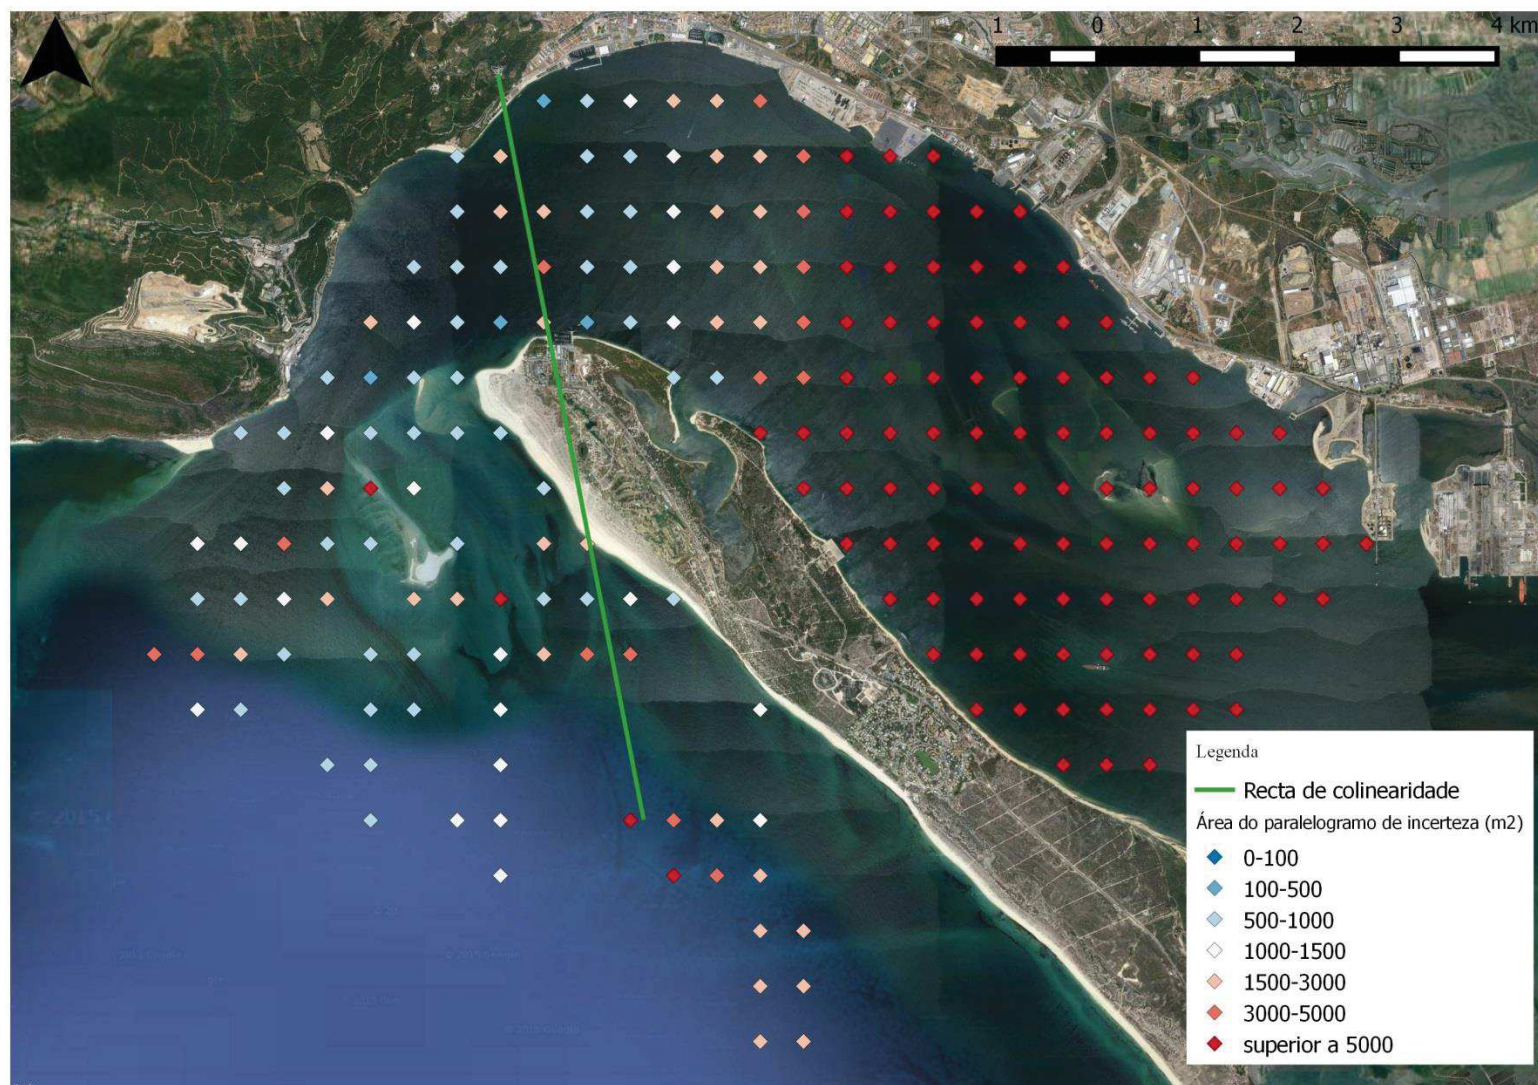 1 0 1 2 3 4 km
Legenda
Recta de colinearidade
Área do paralelogramo de incerteza (m2)
0-100
100-500
500-1000
1000-1500
1500-3000
3000-5000
superior a 5000